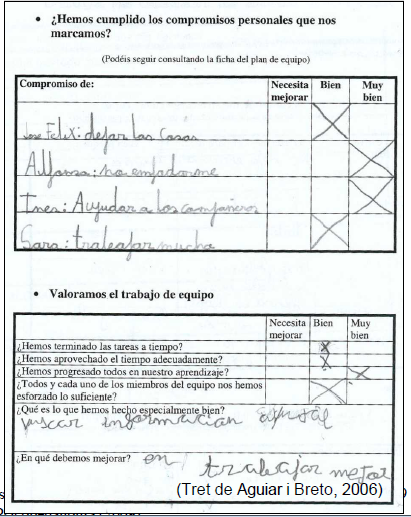 • ¿Hemos cumplido los compromisos personales que nos
marcamos?
(Podéis seguir consultando la ficha del plan de equipo)
Compromiso de: Necesita mejorar Bien Muy bien
Jose Felix: dejar las cosas
Alfonso: no enfadarme
Ines: Ayudar a los compañeros
Sara: trabajar mucho
• Valoramos el trabajo de equipo
Necesita mejorar Bien Muy bien
¿Hemos terminado las tareas a tiempo? X
¿Hemos aprovechado el tiempo adecuadamente? X
¿Hemos progresado todos en nuestro aprendizaje? X
¿Todos y cada uno de los miembros del equipo nos hemos
esforzado lo suficiente?
¿Qué es lo que hemos hecho especialmente bien?
buscar informacian
¿En qué debemos mejorar? en trabajar mejor
(Tret de Aguiar i Breto, 2006)